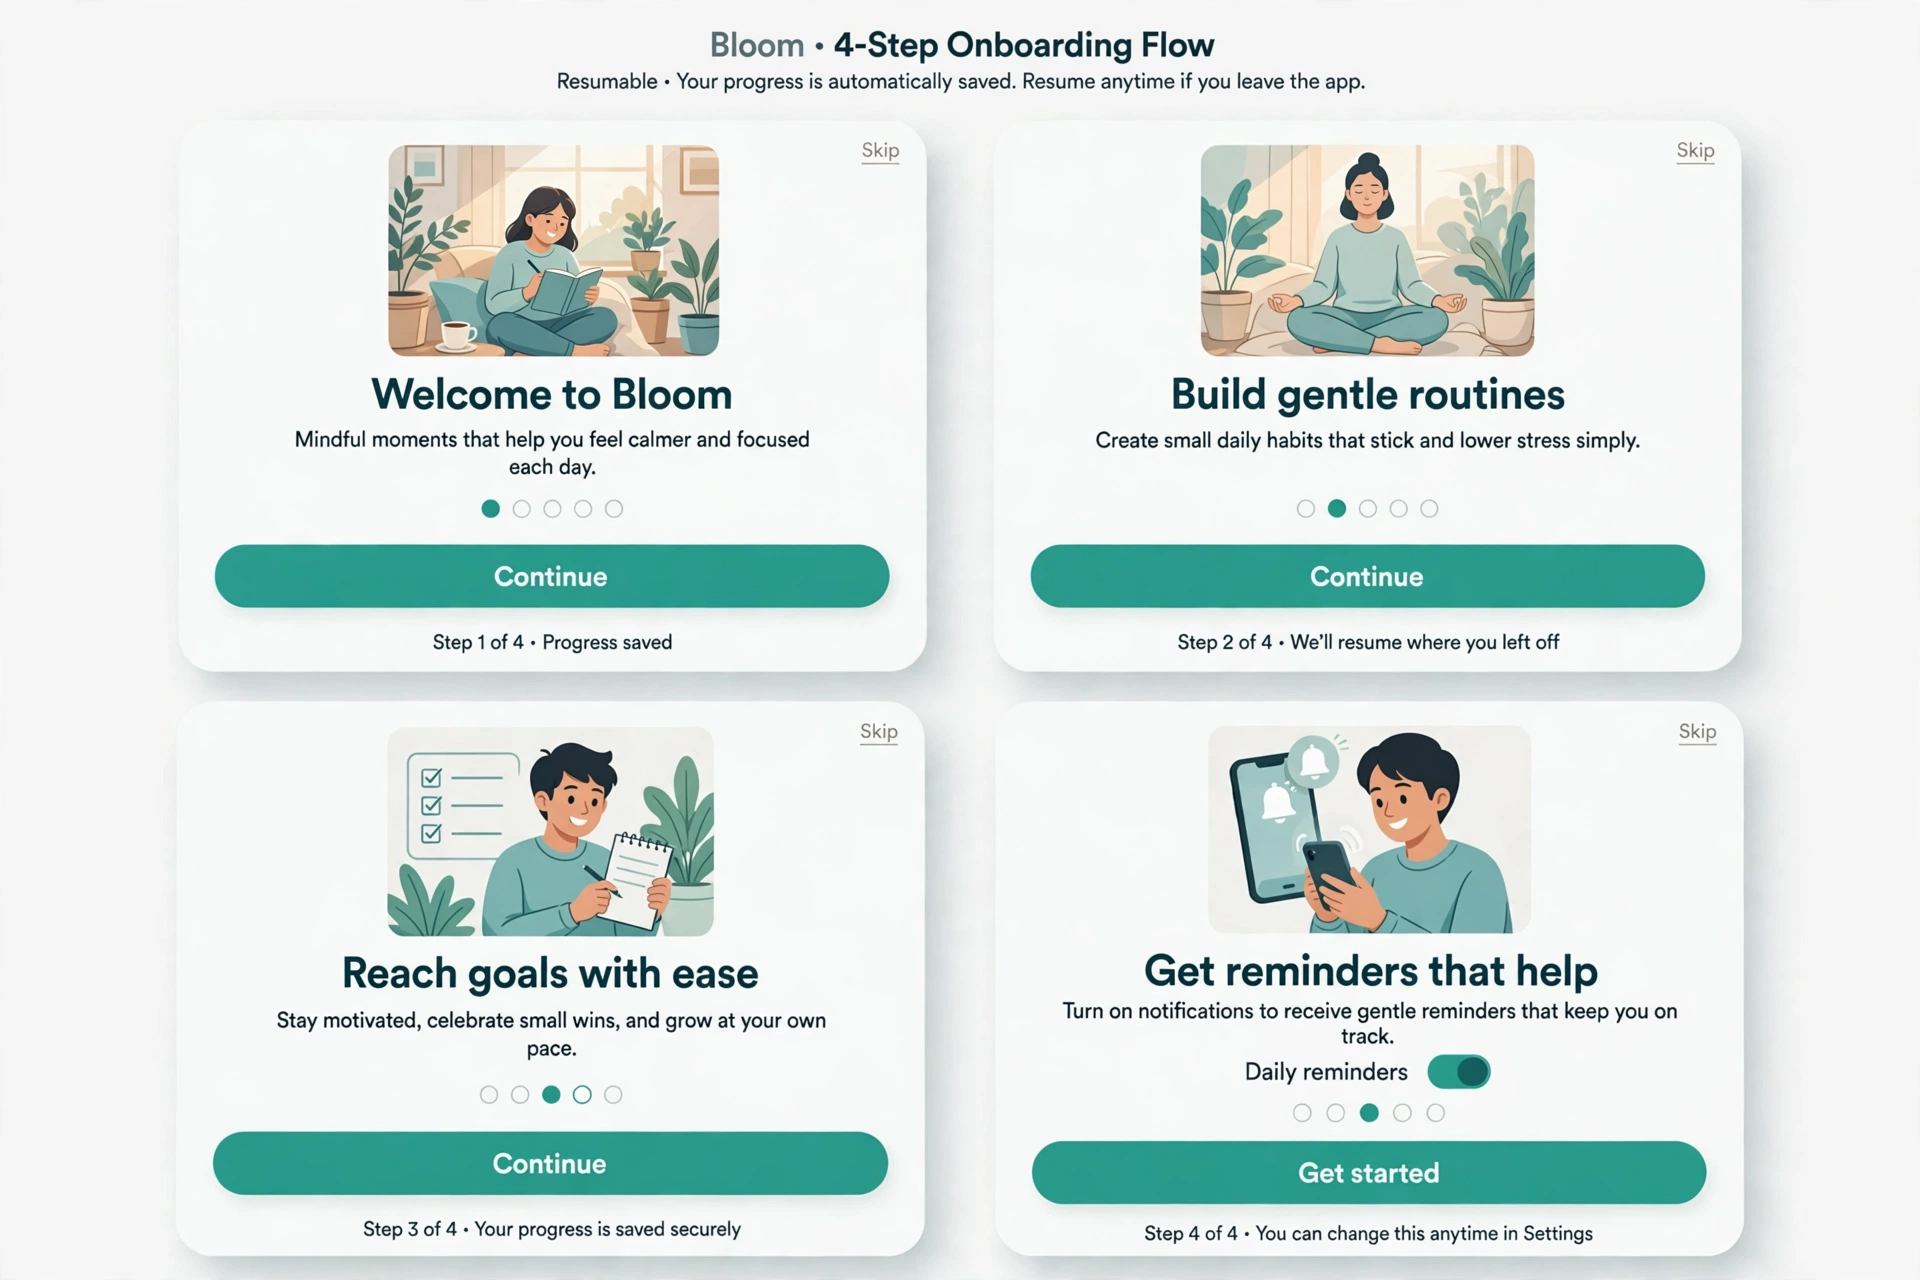 Bloom • 4-Step Onboarding Flow
Resumable • Your progress is automatically saved. Resume anytime if you leave the app.
Skip
Welcome to Bloom
Mindful moments that help you feel calmer and focused
each day.
Continue
Step 1 of 4 • Progress saved
Skip
Build gentle routines
Create small daily habits that stick and lower stress simply.
Continue
Step 2 of 4 • We’ll resume where you left off
Skip
Reach goals with ease
Stay motivated, celebrate small wins, and grow at your own
pace.
Continue
Step 3 of 4 • Your progress is saved securely
Skip
Get reminders that help
Turn on notifications to receive gentle reminders that keep you on
track.
Daily reminders
Get started
Step 4 of 4 • You can change this anytime in Settings